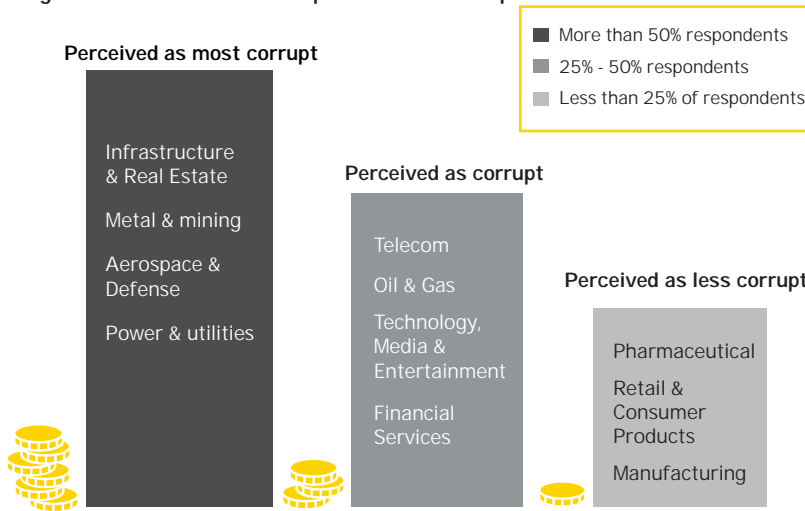 More than 50% respondents
25% - 50% respondents
Less than 25% of respondents
Perceived as most corrupt
Infrastructure
& Real Estate
Metal & mining
Aerospace &
Defense
Power & utilities
Perceived as corrupt
Telecom
Oil & Gas
Technology,
Media &
Entertainment
Financial
Services
Perceived as less corrupt
Pharmaceutical
Retail &
Consumer
Products
Manufacturing